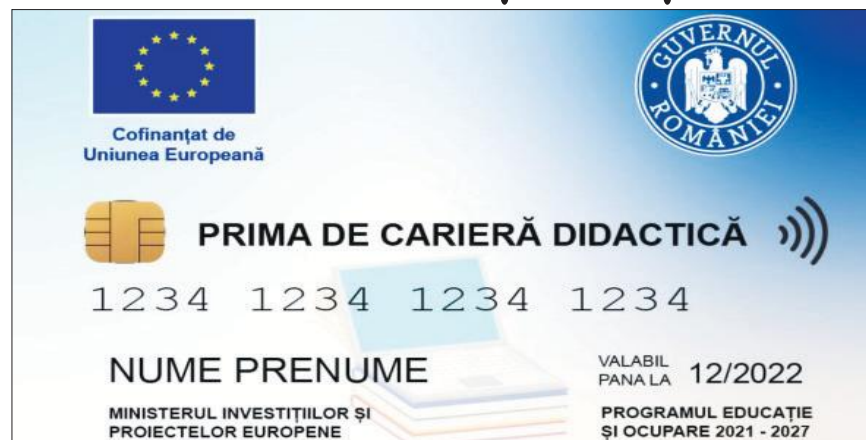 Cofinanțat de
Uniunea Europeană
GUVERNUL ROMÂNIEI
PRIMA DE CARIERĂ DIDACTICĂ
1234 1234 1234 1234
NUME PRENUME
VALABIL
PANA LA 12/2022
MINISTERUL INVESTIȚIILOR ȘI
PROIECTELOR EUROPENE
PROGRAMUL EDUCAȚIE
ȘI OCUPARE 2021 - 2027